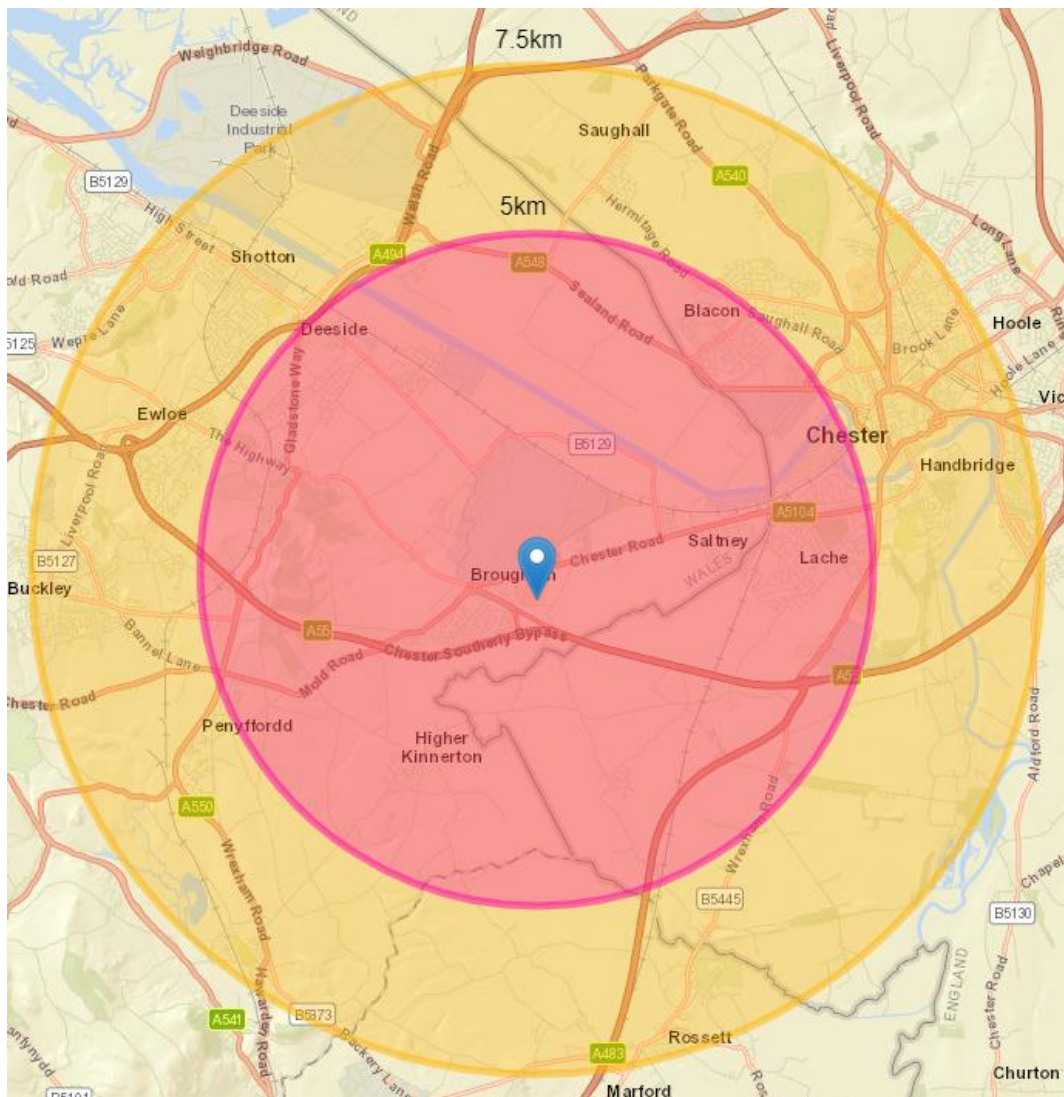 7.5km
Weighbridge Road
Deeside
Industrial
Park
Saughall
Parkgate Road
Liverpool Road
B5129
A540
5km
High Street
Welsh Road
Hermitage Road
Long Lane
Shotton
A494
A548
old Road
Sealand Road
Blacon
Saughall Road
Hoole
Deeside
Brook Lane
5125
Wepre Lane
Gladstone Way
Hoole Lane
Vic
Ewloe
The Highway
B5129
Chester
Handbridge
Liverpool Road
A5104
Chester Road
Saltney
Lache
B5127
WALES
Buckley
A55
Bannel Lane
Mold Road
Chester Southerly Bypass
Chester Road
Penyffordd
Higher
Kinnerton
Aldford Road
A550
Wrexham Road
Wrexham Road
B5445
Chapel
B5130
ENGLAND
A541
B5373
Hawarden Road
Rossett
Chester Road
A483
Marford
Churton